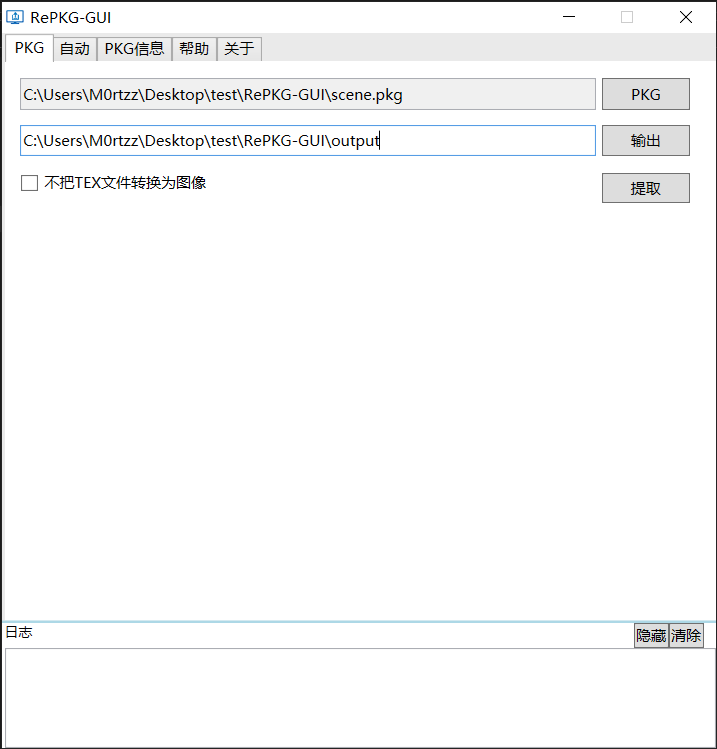 RePKG-GUI
PKG 自动 PKG信息 帮助 关于
C:\Users\M0rtzz\Desktop\test\RePKG-GUI\scene.pkg PKG
C:\Users\M0rtzz\Desktop\test\RePKG-GUI\output 输出
不把TEX文件转换为图像 提取
日志 隐藏 清除